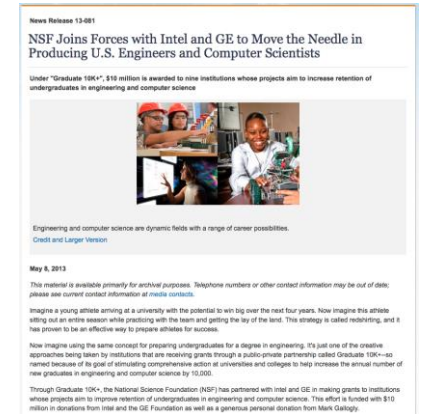 News Release 13-081
NSF Joins Forces with Intel and GE to Move the Needle in
Producing U.S. Engineers and Computer Scientists
Under "Graduate 10K+", $10 million is awarded to nine institutions whose projects aim to increase retention of
undergraduates in engineering and computer science
Engineering and computer science are dynamic fields with a range of career possibilities.
Credit and Larger Version
May 8, 2013
This material is available primarily for archival purposes. Telephone numbers or other contact information may be out of date;
please see current contact information at media contacts.
Imagine a young athlete arriving at a university with the potential to win big over the next four years. Now imagine this athlete
sitting out an entire season while practicing with the team and getting the lay of the land. This strategy is called redshirting, and it
has proven to be an effective way to prepare athletes for success.
Now imagine using the same concept for preparing undergraduates for a degree in engineering. It's just one of the creative
approaches being taken by institutions that are receiving grants through a public-private partnership called Graduate 10K+--so
named because of its goal of stimulating comprehensive action at universities and colleges to help increase the annual number of
new graduates in engineering and computer science by 10,000.
Through Graduate 10K+, the National Science Foundation (NSF) has partnered with Intel and GE in making grants to institutions
whose projects aim to improve retention of undergraduates in engineering and computer science. This effort is funded with $10
million in donations from Intel and the GE Foundation as well as a generous personal donation from Mark Gallogly.